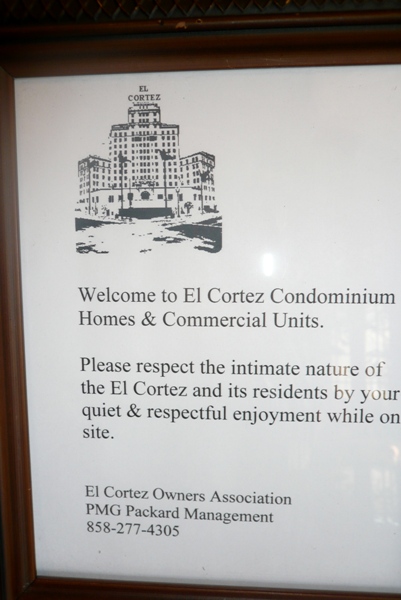 EL
CORTEZ
Welcome to El Cortez Condominium
Homes & Commercial Units.
Please respect the intimate nature of
the El Cortez and its residents by your
quiet & respectful enjoyment while on
site.
El Cortez Owners Association
PMG Packard Management
858-277-4305